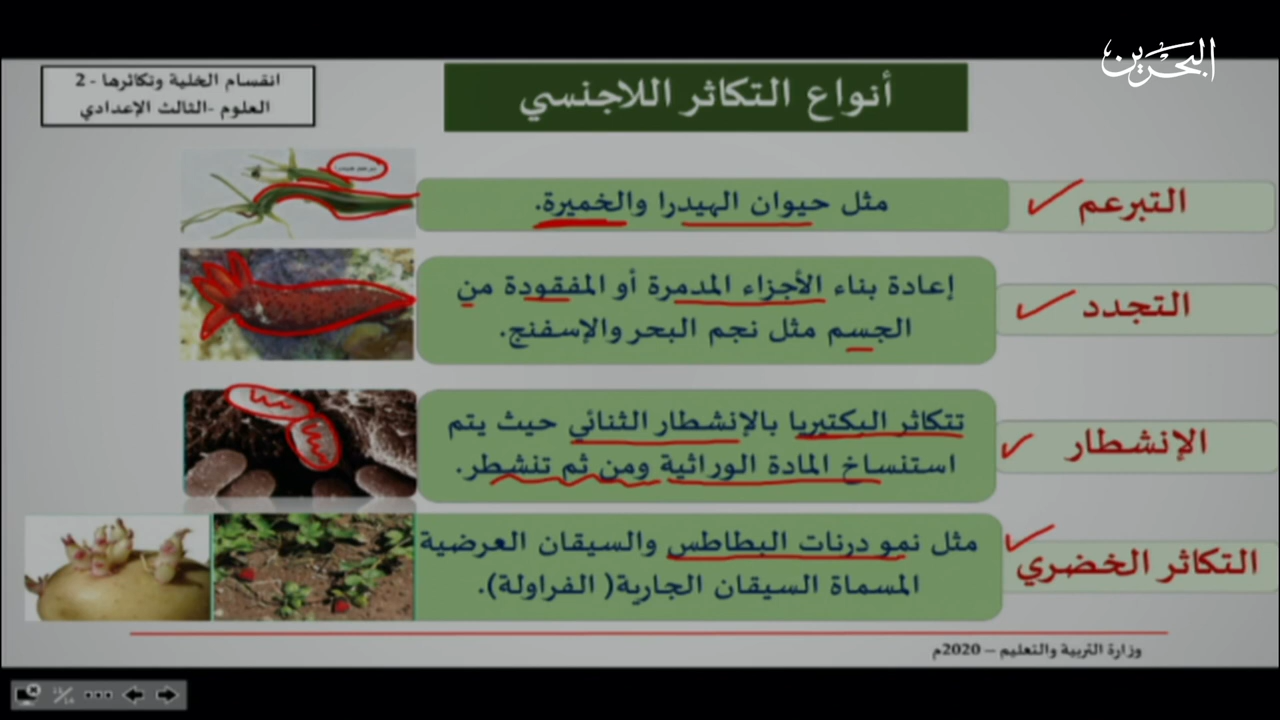 البحرين
انقسام الخلية وتكاثرها - 2
العلوم -الثالث الإعدادي
أنواع التكاثر اللاجنسي
التبرعم
مثل حيوان الهيدرا والخميرة.
التجدد
إعادة بناء الأجزاء المدمرة أو المفقودة من
الجسم مثل نجم البحر والإسفنج.
الإنشطار
تتكاثر البكتيريا بالإنشطار الثنائي حيث يتم
استنساخ المادة الوراثية ومن ثم تنشطر.
التكاثر الخضري
مثل نمو درنات البطاطس والسيقان العرضية
المسماة السيقان الجارية( الفراولة).
وزارة التربية والتعليم – 2020م